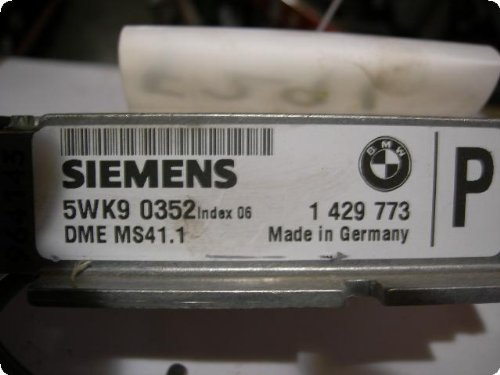 SIEMENS
BMW
P
5WK9 0352 Index 06
1 429 773
DME MS41.1
Made in Germany